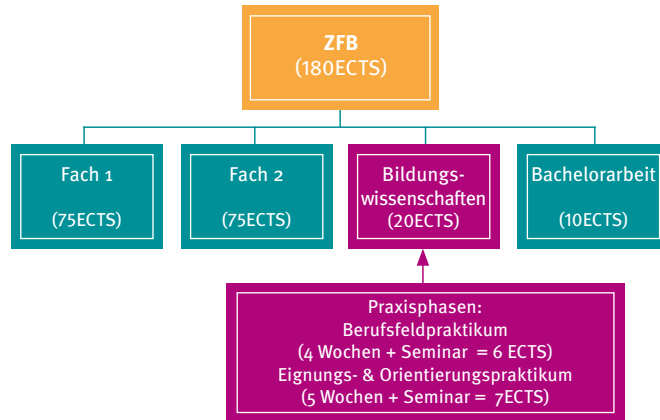 ZFB
(180ECTS)
Fach 1
(75ECTS)
Fach 2
(75ECTS)
Bildungs-
wissenschaften
(20ECTS)
Bachelorarbeit
(10ECTS)
Praxisphasen:
Berufsfeldpraktikum
(4 Wochen + Seminar = 6 ECTS)
Eignungs- & Orientierungspraktikum
(5 Wochen + Seminar = 7ECTS)